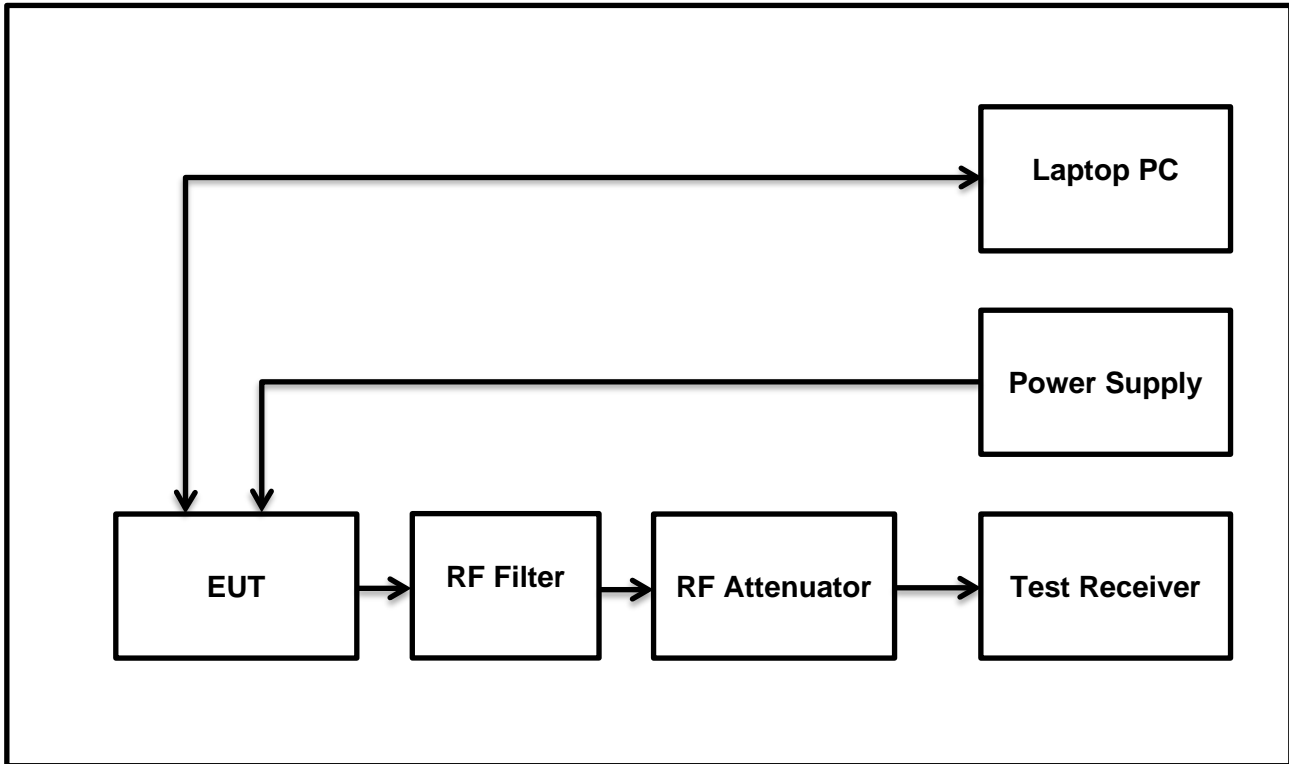 Laptop PC
Power Supply
EUT
RF Filter
RF Attenuator
Test Receiver